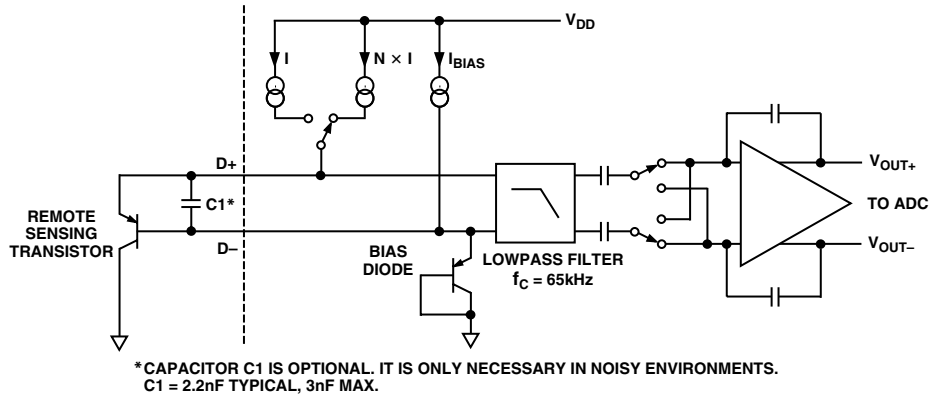 V_DD
I
N × I
I_BIAS
D+
C1*
REMOTE
SENSING
TRANSISTOR
D–
BIAS
DIODE
LOWPASS FILTER
f_C = 65kHz
V_OUT+
TO ADC
V_OUT–
*CAPACITOR C1 IS OPTIONAL. IT IS ONLY NECESSARY IN NOISY ENVIRONMENTS.
C1 = 2.2nF TYPICAL, 3nF MAX.